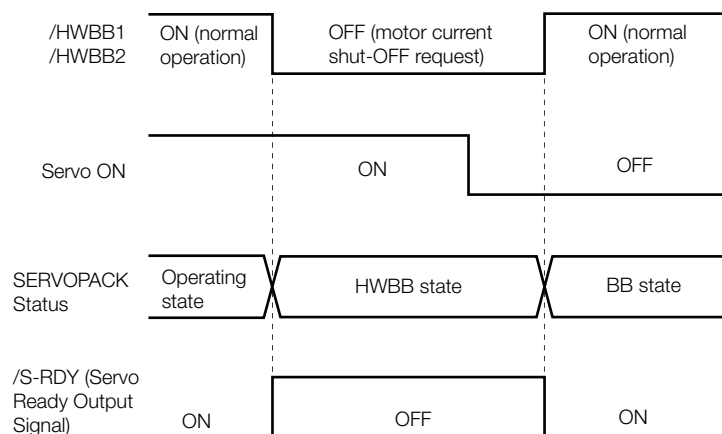 /HWBB1
/HWBB2
ON (normal
operation)
OFF (motor current
shut-OFF request)
ON (normal
operation)
Servo ON
ON
OFF
SERVOPACK
Status
Operating
state
HWBB state
BB state
/S-RDY (Servo
Ready Output
Signal)
ON
OFF
ON